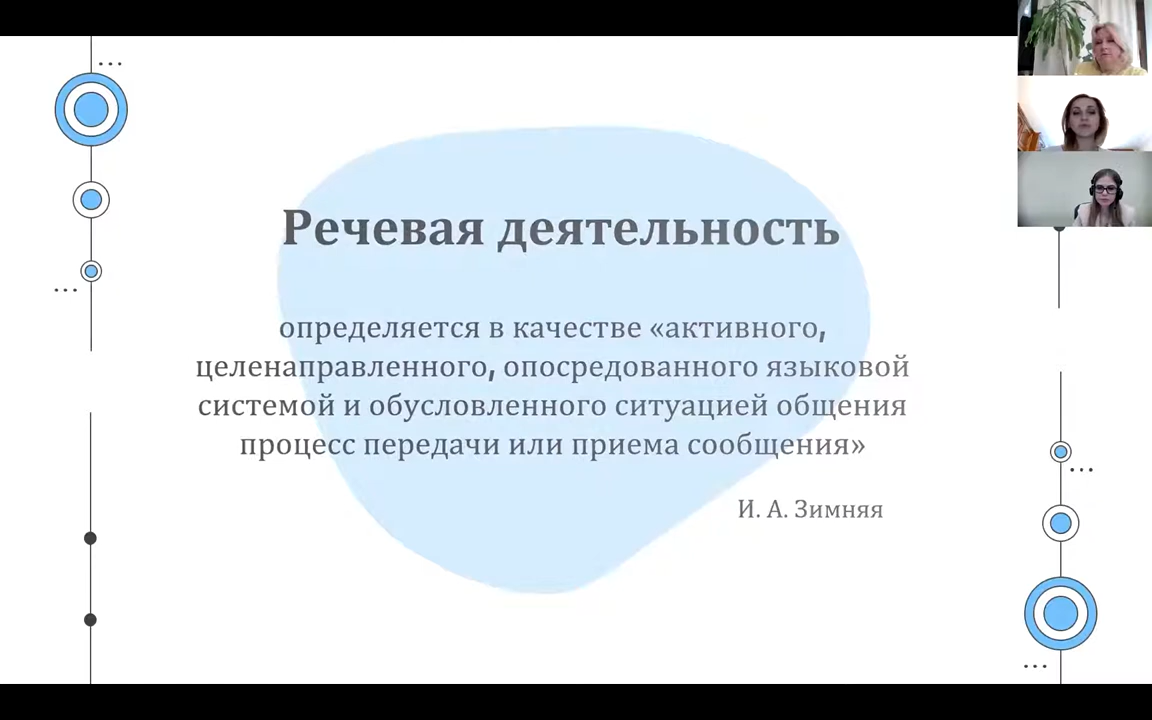 Речевая деятельность
определяется в качестве «активного,
целенаправленного, опосредованного языковой
системой и обусловленного ситуацией общения
процесс передачи или приема сообщения»
И. А. Зимняя